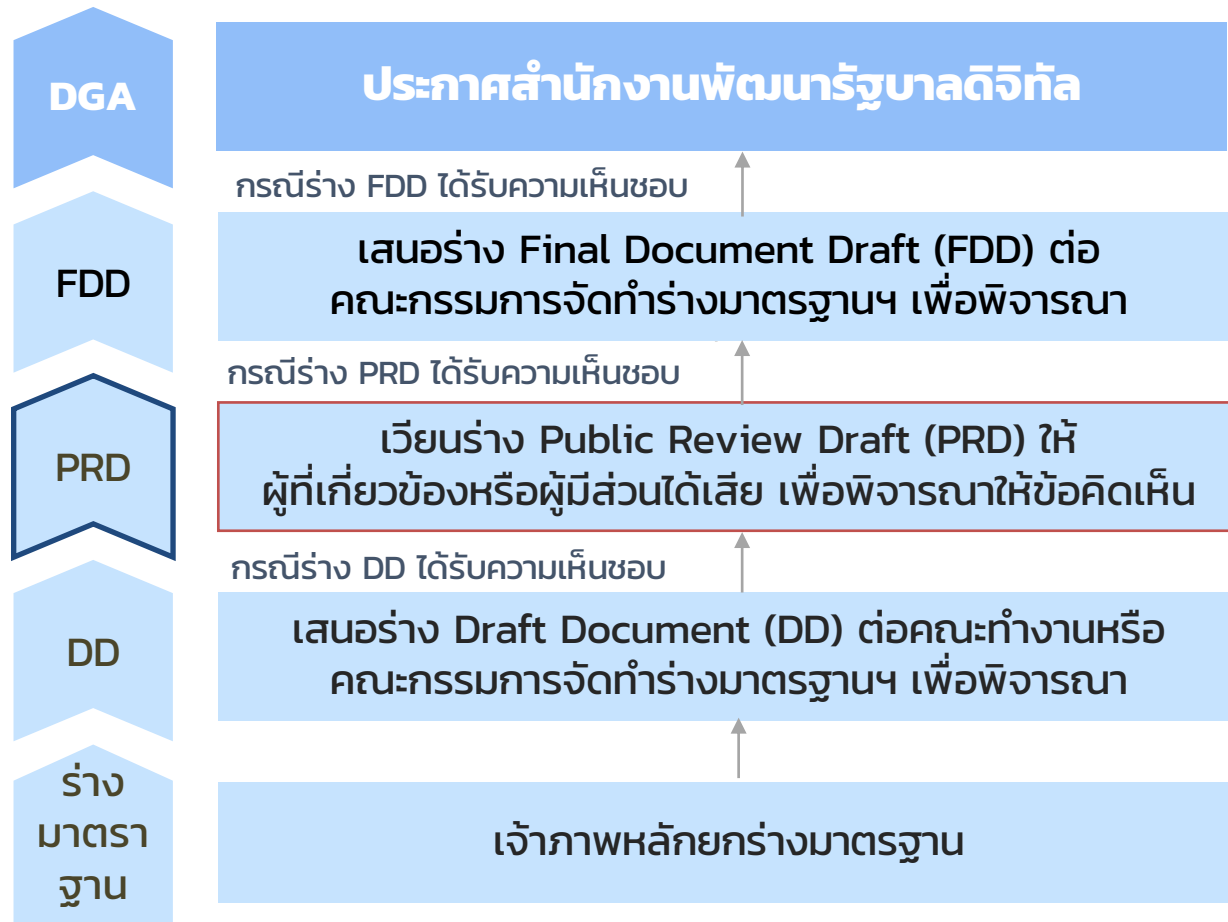 DGA
ประกาศสำนักงานพัฒนารัฐบาลดิจิทัล
กรณีร่าง FDD ได้รับความเห็นชอบ
FDD
เสนอร่าง Final Document Draft (FDD) ต่อ
คณะกรรมการจัดทำร่างมาตรฐานฯ เพื่อพิจารณา
กรณีร่าง PRD ได้รับความเห็นชอบ
PRD
เวียนร่าง Public Review Draft (PRD) ให้
ผู้ที่เกี่ยวข้องหรือผู้มีส่วนได้เสีย เพื่อพิจารณาให้ข้อคิดเห็น
กรณีร่าง DD ได้รับความเห็นชอบ
DD
เสนอร่าง Draft Document (DD) ต่อคณะทำงานหรือ
คณะกรรมการจัดทำร่างมาตรฐานฯ เพื่อพิจารณา
ร่าง
มาตรา
ฐาน
เจ้าภาพหลักยกร่างมาตรฐาน